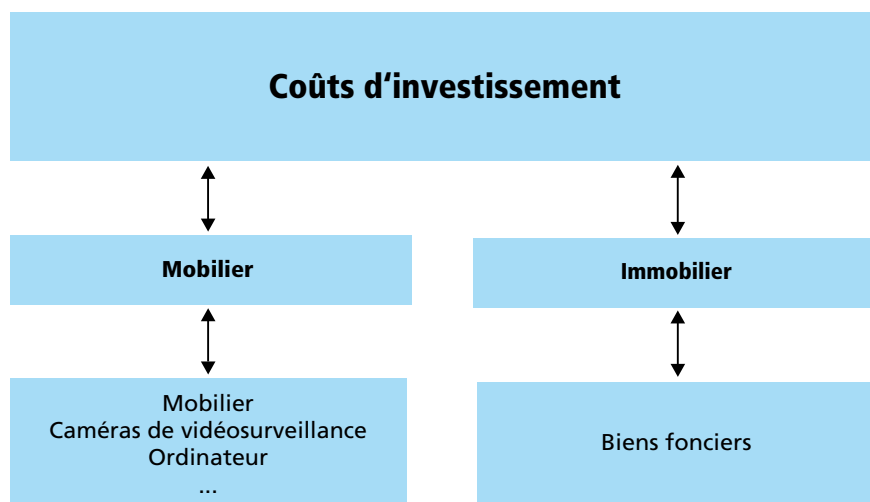 Coûts d‘investissement
Mobilier
Immobilier
Mobilier
Caméras de vidéosurveillance
Ordinateur
...
Biens fonciers